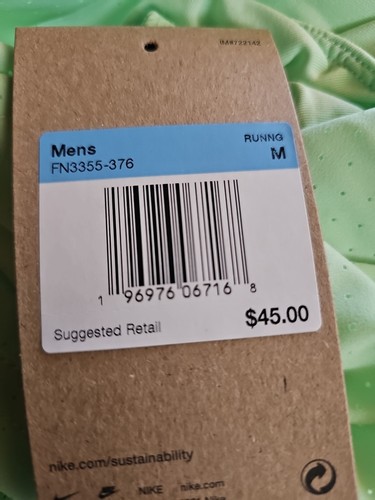 RUNNG
Mens M
FN3355-376
1 96976 06716 8
Suggested Retail $45.00
nike.com/sustainability
NIKE nike.com